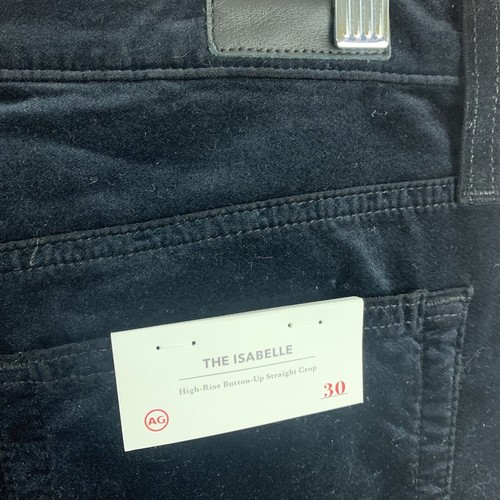 THE ISABELLE
High-Rise Button-Up Straight Crop
AG
30